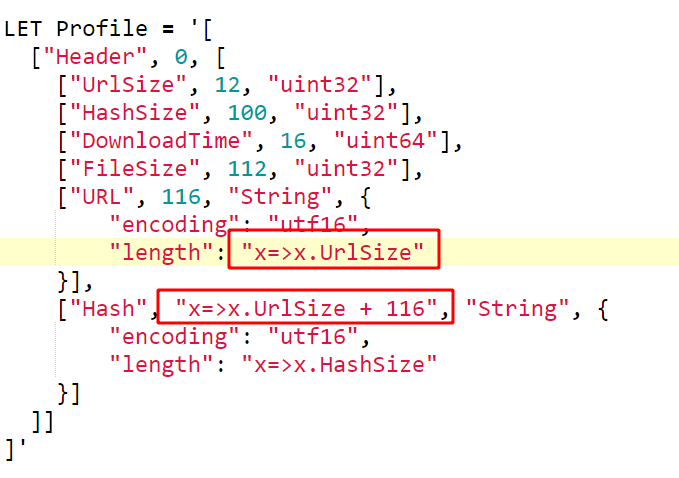 LET Profile = '[
  ["Header", 0, [
    ["UrlSize", 12, "uint32"],
    ["HashSize", 100, "uint32"],
    ["DownloadTime", 16, "uint64"],
    ["FileSize", 112, "uint32"],
    ["URL", 116, "String", {
        "encoding": "utf16",
        "length": "x=>x.UrlSize"
    }],
    ["Hash", "x=>x.UrlSize + 116", "String", {
        "encoding": "utf16",
        "length": "x=>x.HashSize"
    }]
  ]]
]'